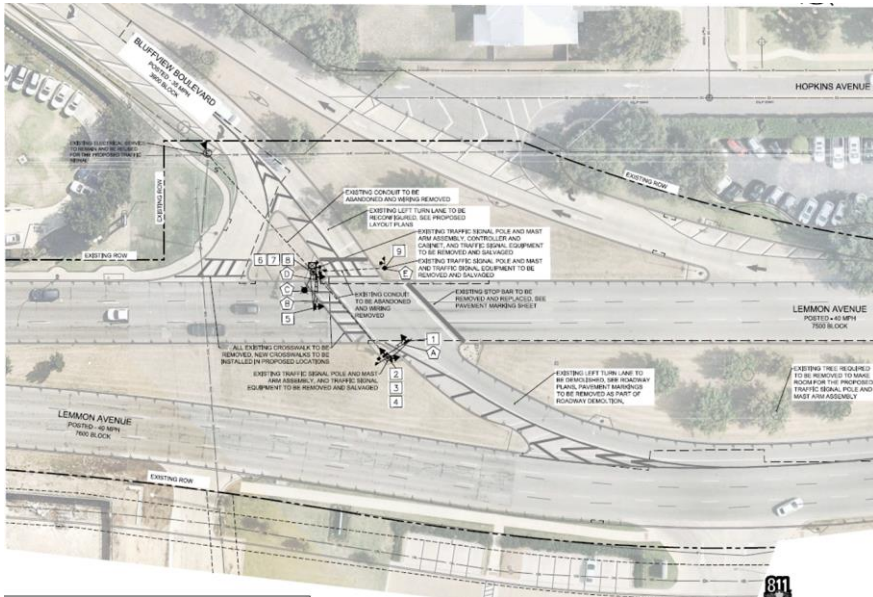 BLUFFVIEW BOULEVARD
POSTED - 35 MPH
3900 BLOCK
HOPKINS AVENUE
EXISTING ELECTRICAL SERVICE
TO REMAIN AND BE REUSED
FOR THE PROPOSED TRAFFIC
SIGNAL
EXISTING ROW
EXISTING ROW
EXISTING ROW
EXISTING CONDUIT TO BE
ABANDONED AND WIRING REMOVED
EXISTING LEFT TURN LANE TO BE
RECONFIGURED, SEE PROPOSED
LAYOUT PLANS
EXISTING TRAFFIC SIGNAL POLE AND MAST
ARM ASSEMBLY, CONTROLLER AND
CABINET, AND TRAFFIC SIGNAL EQUIPMENT
TO BE REMOVED AND SALVAGED
6 7 8
9
D
E
EXISTING TRAFFIC SIGNAL POLE AND MAST
AND TRAFFIC SIGNAL EQUIPMENT TO BE
REMOVED AND SALVAGED
C
B
5
EXISTING CONDUIT
TO BE ABANDONED
AND WIRING
REMOVED
EXISTING STOP BAR TO BE
REMOVED AND REPLACED, SEE
PAVEMENT MARKING SHEET
LEMMON AVENUE
POSTED - 40 MPH
7500 BLOCK
ALL EXISTING CROSSWALK TO BE
REMOVED, NEW CROSSWALKS TO BE
INSTALLED IN PROPOSED LOCATIONS
1
A
EXISTING TRAFFIC SIGNAL POLE AND MAST
ARM ASSEMBLY, AND TRAFFIC SIGNAL
EQUIPMENT TO BE REMOVED AND SALVAGED
2
3
4
EXISTING LEFT TURN LANE TO
BE DEMOLISHED, SEE ROADWAY
PLANS, PAVEMENT MARKINGS
TO BE REMOVED AS PART OF
ROADWAY DEMOLTION,
EXISTING TREE REQUIRED
TO BE REMOVED TO MAKE
ROOM FOR THE PROPOSED
TRAFFIC SIGNAL POLE AND
MAST ARM ASSEMBLY
LEMMON AVENUE
POSTED - 40 MPH
7600 BLOCK
EXISTING ROW
811